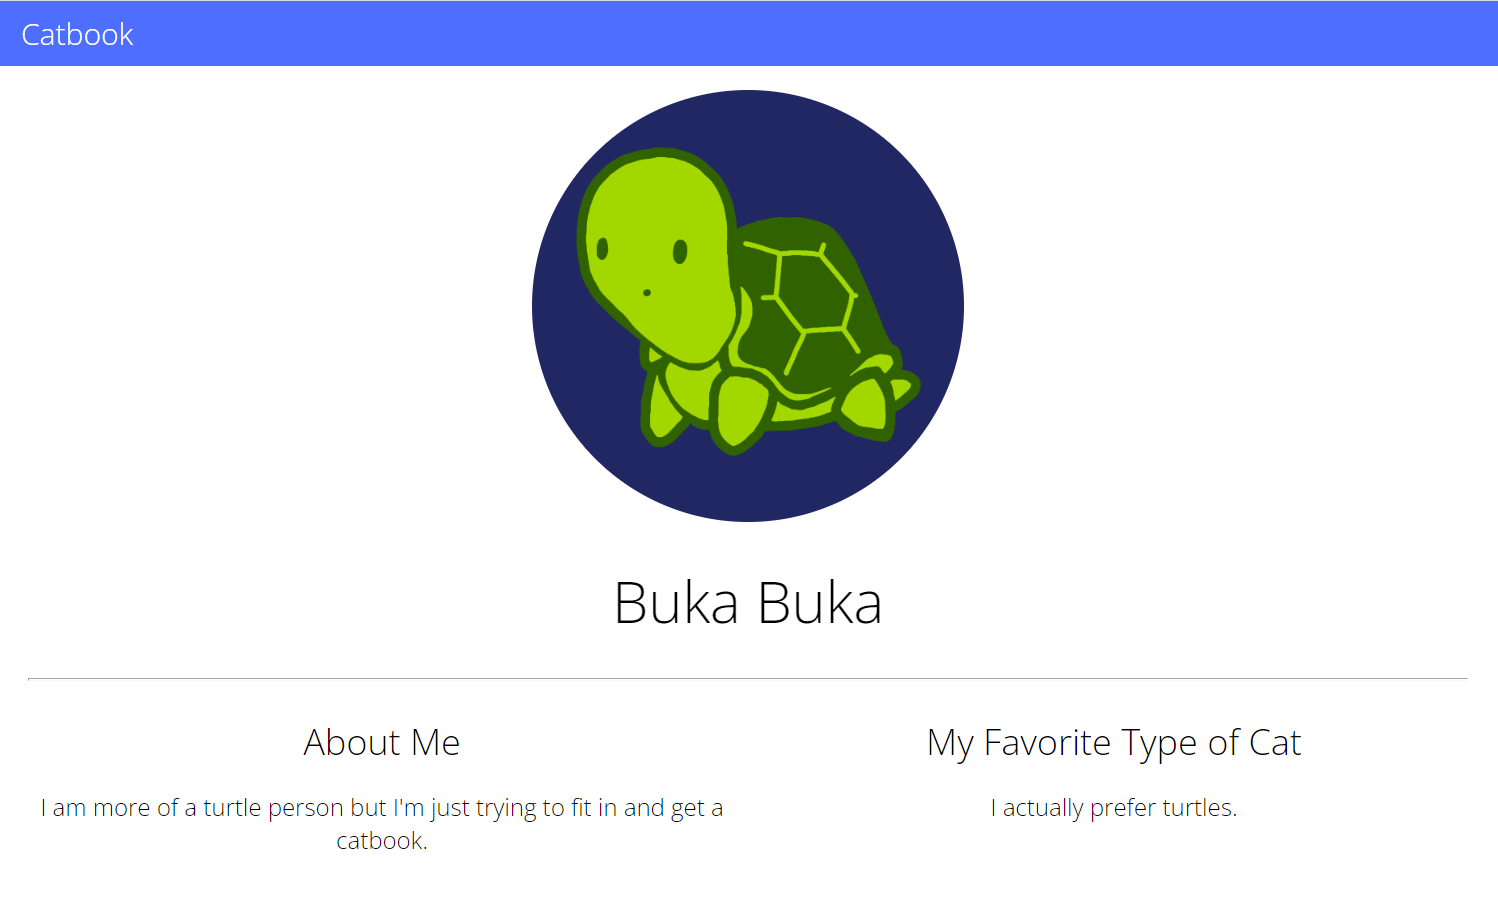 Catbook
Buka Buka
About Me
I am more of a turtle person but I'm just trying to fit in and get a
catbook.
My Favorite Type of Cat
I actually prefer turtles.